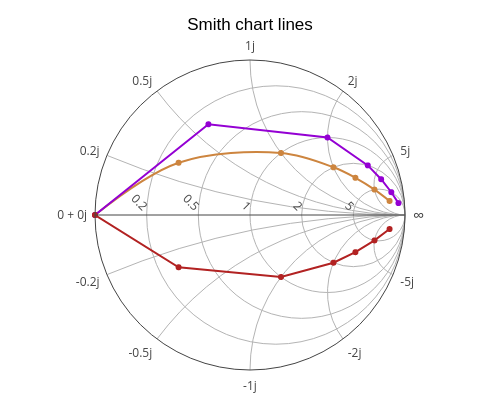 Smith chart lines
1j
0.5j
2j
0.2j
5j
0 + 0j
0.2
0.5
1
2
5
∞
-0.2j
-5j
-0.5j
-2j
-1j